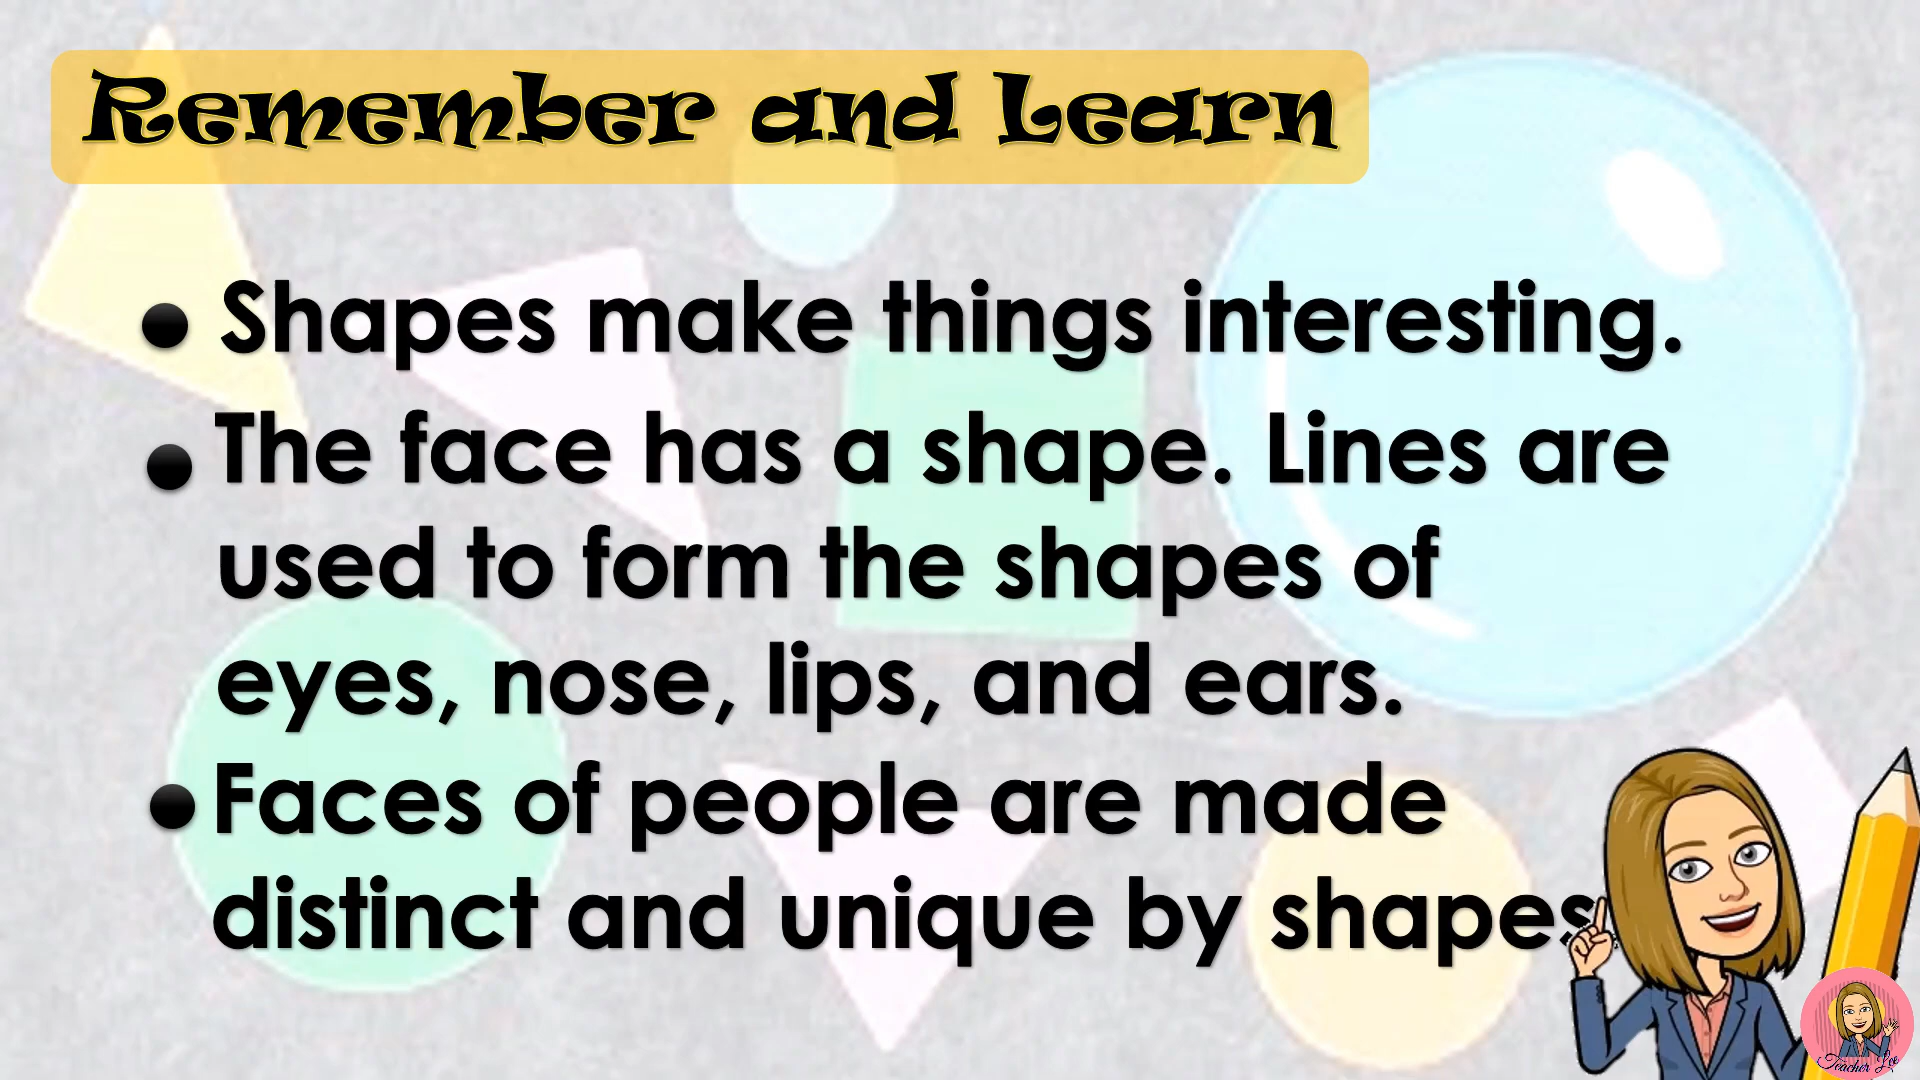 Remember and Learn
• Shapes make things interesting.
• The face has a shape. Lines are
used to form the shapes of
eyes, nose, lips, and ears.
• Faces of people are made
distinct and unique by shapes.
Teacher Lee